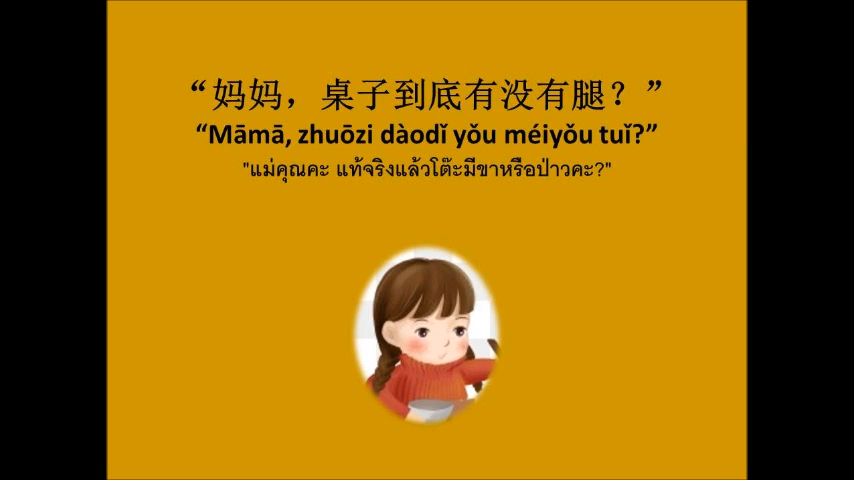 “妈妈，桌子到底有没有腿？”
“Māmā, zhuōzi dàodǐ yǒu méiyǒu tuǐ?”
"แม่คุณคะ แท้จริงแล้วโต๊ะมีขาหรือป่าวคะ?"